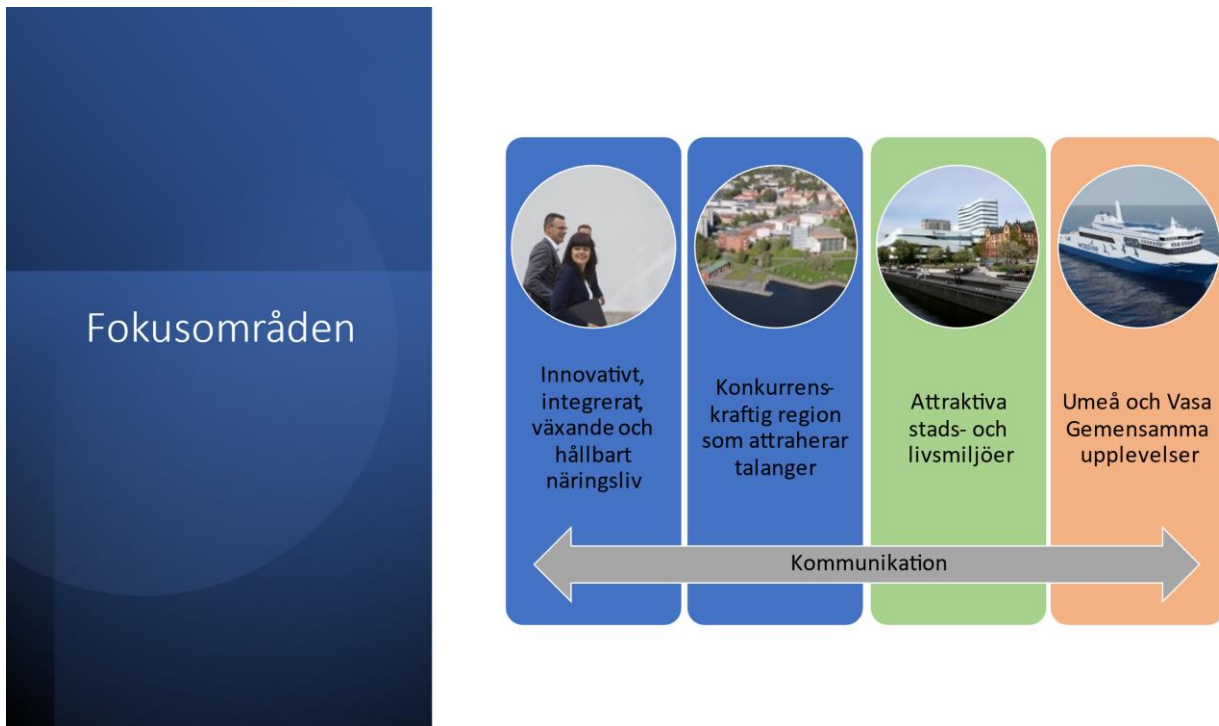 Fokusområden
Innovativt,
integrerat,
växande och
hållbart
näringsliv
Konkurrens-
kraftig region
som attraherar
talanger
Attraktiva
stads- och
livsmiljöer
Umeå och Vasa
Gemensamma
upplevelser
Kommunikation